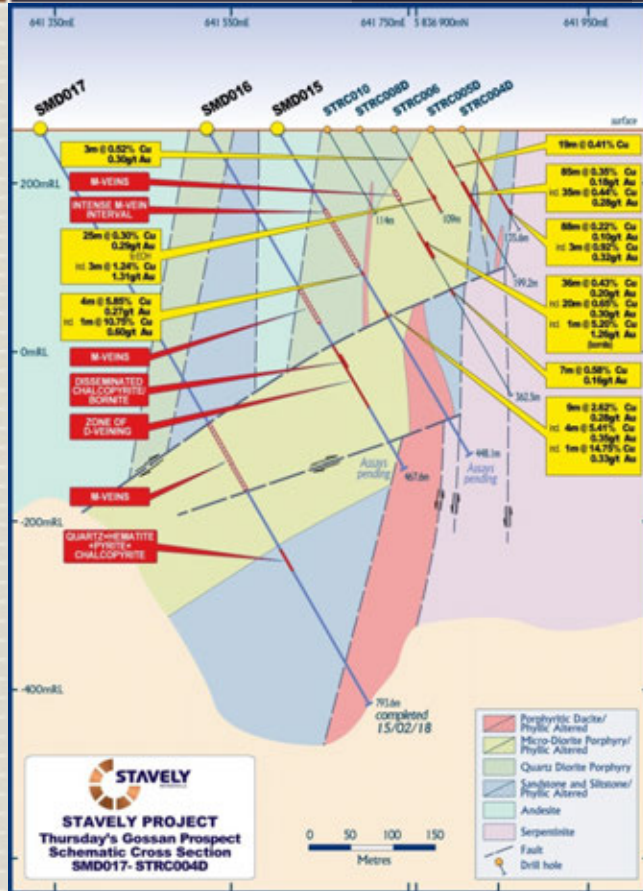 641 350mE
641 550mE
641 750mE
5 836 900mN
641 950mE
SMD017
SMD016
SMD015
STRC010
STRC008D
STRC006
STRC005D
STRC004D
surface
200mRL
0mRL
-200mRL
-400mRL
3m @ 0.52% Cu
0.30g/t Au
M-VEINS
INTENSE M-VEIN
INTERVAL
25m @ 0.30% Cu
0.29g/t Au
to EOH
incl. 3m @ 1.24% Cu
1.31g/t Au
4m @ 5.85% Cu
0.27g/t Au
incl. 1m @ 10.75% Cu
0.60g/t Au
M-VEINS
DISSEMINATED
CHALCOPYRITE/
BORNITE
ZONE OF
D-VEINING
M-VEINS
QUARTZ+HEMATITE
+PYRITE+
CHALCOPYRITE
19m @ 0.41% Cu
85m @ 0.35% Cu
0.18g/t Au
incl. 35m @ 0.44% Cu
0.28g/t Au
88m @ 0.22% Cu
0.10g/t Au
incl. 3m @ 0.92% Cu
0.32g/t Au
36m @ 0.43% Cu
0.20g/t Au
incl. 20m @ 0.65% Cu
0.30g/t Au
incl. 1m @ 5.20% Cu
1.26g/t Au
(bornite)
7m @ 0.58% Cu
0.16g/t Au
9m @ 2.62% Cu
0.28g/t Au
incl. 4m @ 5.41% Cu
0.35g/t Au
incl. 1m @ 14.75% Cu
0.33g/t Au
114m
109m
135.6m
199.2m
362.5m
448.1m
Assays
pending
467.6m
Assays
pending
793.6m
completed
15/02/18
STAVELY
STAVELY PROJECT
Thursday's Gossan Prospect
Schematic Cross Section
SMD017- STRC004D
0 50 100 150
Metres
Porphyritic Dacite/
Phyllic Altered
Micro-Diorite Porphyry/
Phyllic Altered
Quartz Diorite Porphyry
Sandstone and Siltstone/
Phyllic Altered
Andesite
Serpentinite
Fault
Drill hole